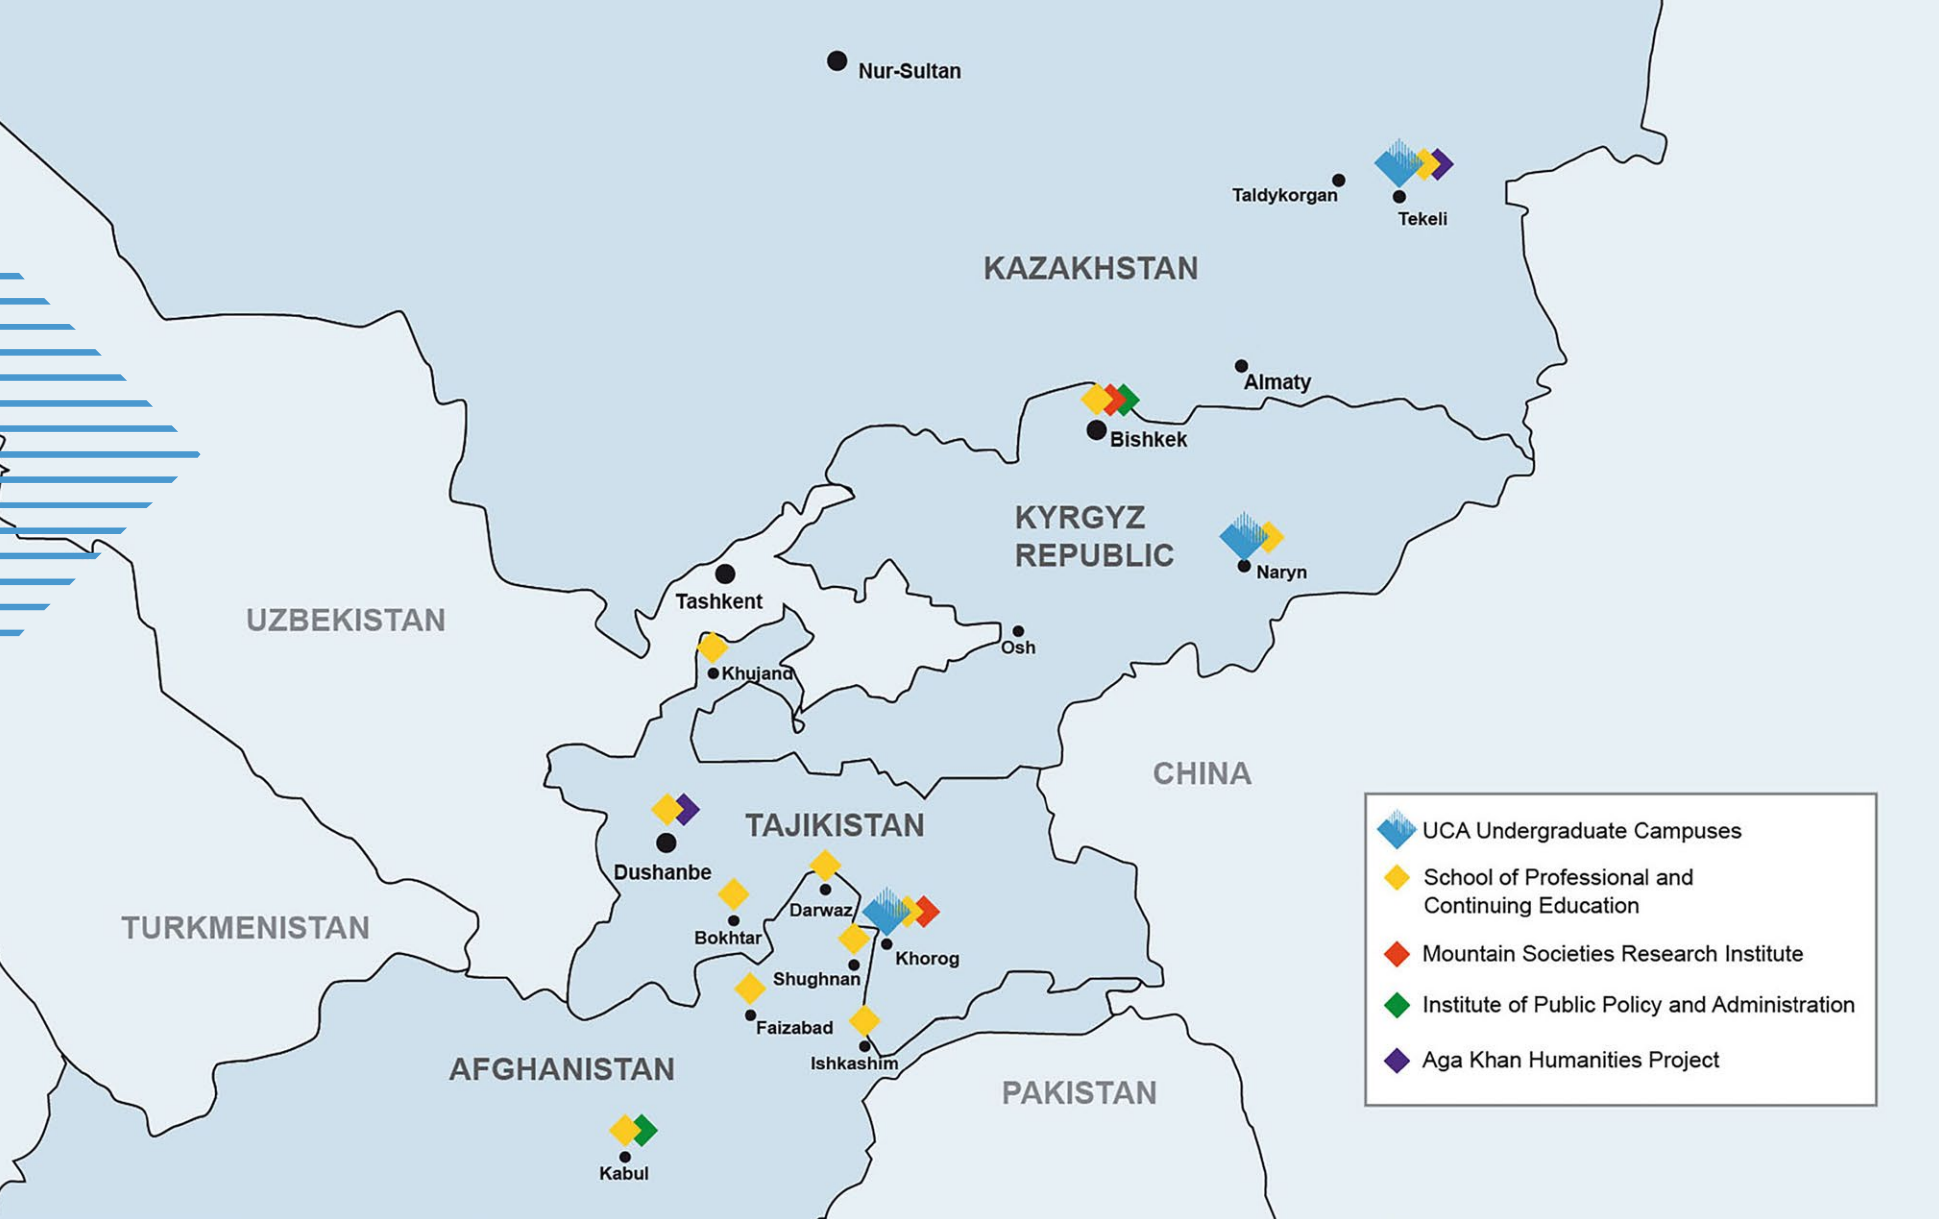 Nur-Sultan
Taldykorgan
Tekeli
KAZAKHSTAN
Almaty
Bishkek
KYRGYZ
REPUBLIC
Naryn
Tashkent
UZBEKISTAN
Osh
Khujand
CHINA
TAJIKISTAN
Dushanbe
Darwaz
TURKMENISTAN
Bokhtar
Khorog
Shughnan
Faizabad
Ishkashim
AFGHANISTAN
PAKISTAN
Kabul
UCA Undergraduate Campuses
School of Professional and
Continuing Education
Mountain Societies Research Institute
Institute of Public Policy and Administration
Aga Khan Humanities Project